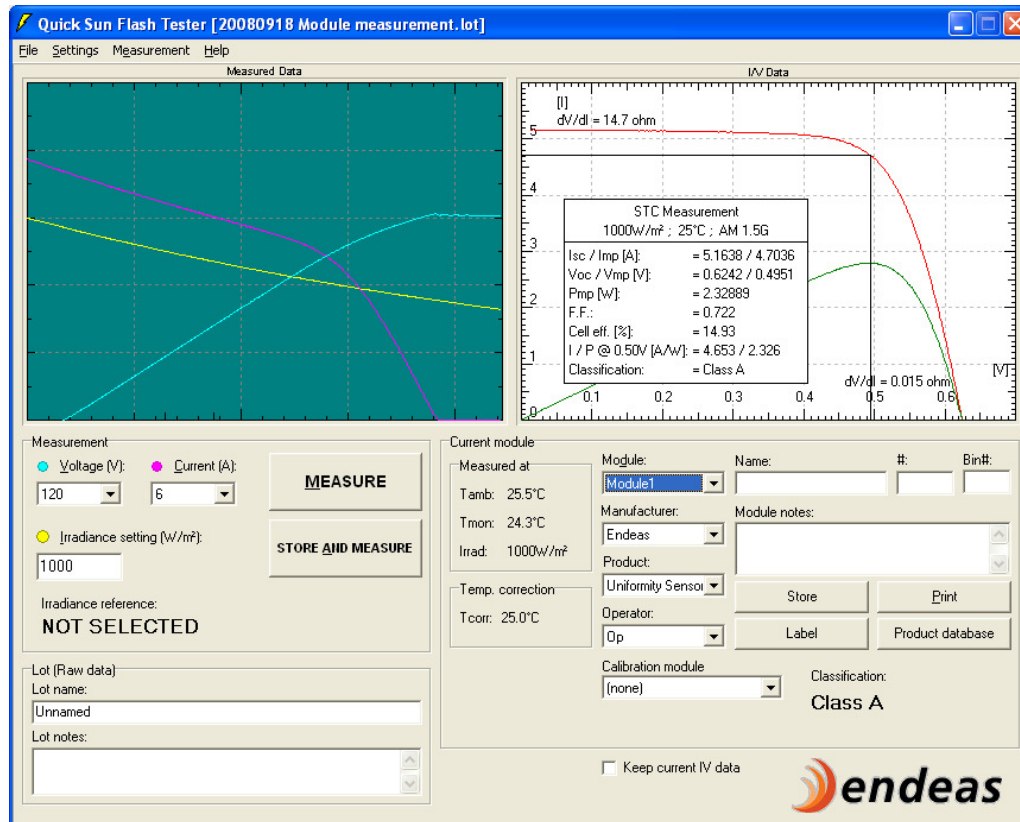 Quick Sun Flash Tester [20080918 Module measurement.lot]
File Settings Measurement Help
Measured Data
I/V Data
[I]
dV/dI = 14.7 ohm
5
4
3
2
1
0
STC Measurement
1000W/m² ; 25°C ; AM 1.5G
Isc / Imp [A]: = 5.1638 / 4.7036
Voc / Vmp [V]: = 0.6242 / 0.4951
Pmp [W]: = 2.32889
F.F.: = 0.722
Cell eff. [%]: = 14.93
I / P @ 0.50V [A/W]: = 4.653 / 2.326
Classification: = Class A
[V]
dV/dI = 0.015 ohm
0.1 0.2 0.3 0.4 0.5 0.6
Measurement
Voltage (V): Current (A):
120 6
MEASURE
Irradiance setting (W/m²):
1000
STORE AND MEASURE
Irradiance reference:
NOT SELECTED
Lot (Raw data)
Lot name:
Unnamed
Lot notes:
Current module
Measured at
Tamb: 25.5°C
Tmon: 24.3°C
Irrad: 1000W/m²
Temp. correction
Tcorr: 25.0°C
Module:
Module1
Manufacturer:
Endeas
Product:
Uniformity Sensor
Operator:
Op
Calibration module
(none)
Name: #: Bin#:
Module notes:
Store Print
Label Product database
Classification:
Class A
Keep current IV data
endeas